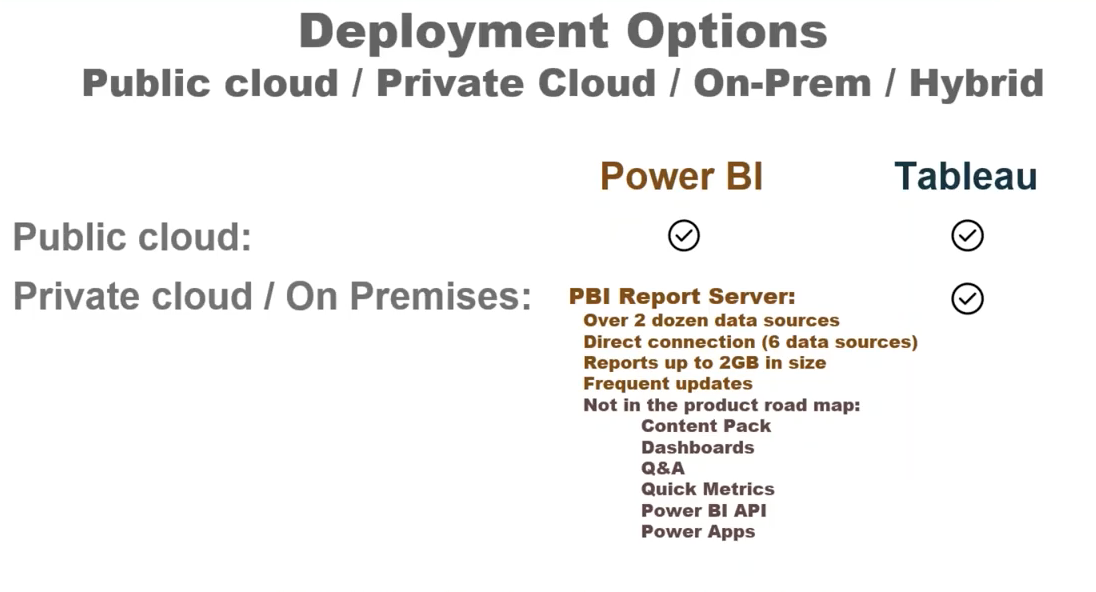 Deployment Options
Public cloud / Private Cloud / On-Prem / Hybrid
Power BI Tableau
Public cloud:
Private cloud / On Premises: PBI Report Server:
Over 2 dozen data sources
Direct connection (6 data sources)
Reports up to 2GB in size
Frequent updates
Not in the product road map:
Content Pack
Dashboards
Q&A
Quick Metrics
Power BI API
Power Apps